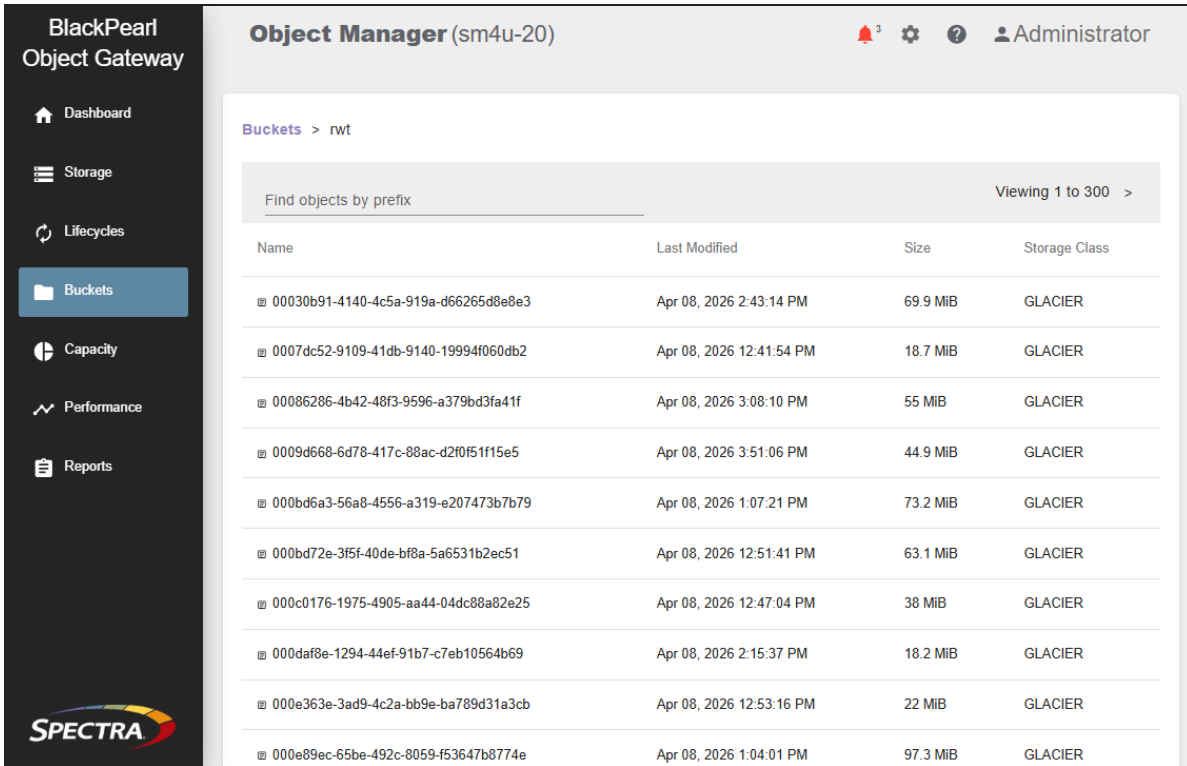 BlackPearl
Object Gateway
Dashboard
Storage
Lifecycles
Buckets
Capacity
Performance
Reports
SPECTRA
Object Manager (sm4u-20)
3
Administrator
Buckets > rwt
Find objects by prefix
Viewing 1 to 300 >
Name Last Modified Size Storage Class
00030b91-4140-4c5a-919a-d66265d8e8e3 Apr 08, 2026 2:43:14 PM 69.9 MiB GLACIER
0007dc52-9109-41db-9140-19994f060db2 Apr 08, 2026 12:41:54 PM 18.7 MiB GLACIER
00086286-4b42-48f3-9596-a379bd3fa41f Apr 08, 2026 3:08:10 PM 55 MiB GLACIER
0009d668-6d78-417c-88ac-d2f0f51f15e5 Apr 08, 2026 3:51:06 PM 44.9 MiB GLACIER
000bd6a3-56a8-4556-a319-e207473b7b79 Apr 08, 2026 1:07:21 PM 73.2 MiB GLACIER
000bd72e-3f5f-40de-bf8a-5a6531b2ec51 Apr 08, 2026 12:51:41 PM 63.1 MiB GLACIER
000c0176-1975-4905-aa44-04dc88a82e25 Apr 08, 2026 12:47:04 PM 38 MiB GLACIER
000daf8e-1294-44ef-91b7-c7eb10564b69 Apr 08, 2026 2:15:37 PM 18.2 MiB GLACIER
000e363e-3ad9-4c2a-bb9e-ba789d31a3cb Apr 08, 2026 12:53:16 PM 22 MiB GLACIER
000e89ec-65be-492c-8059-f53647b8774e Apr 08, 2026 1:04:01 PM 97.3 MiB GLACIER